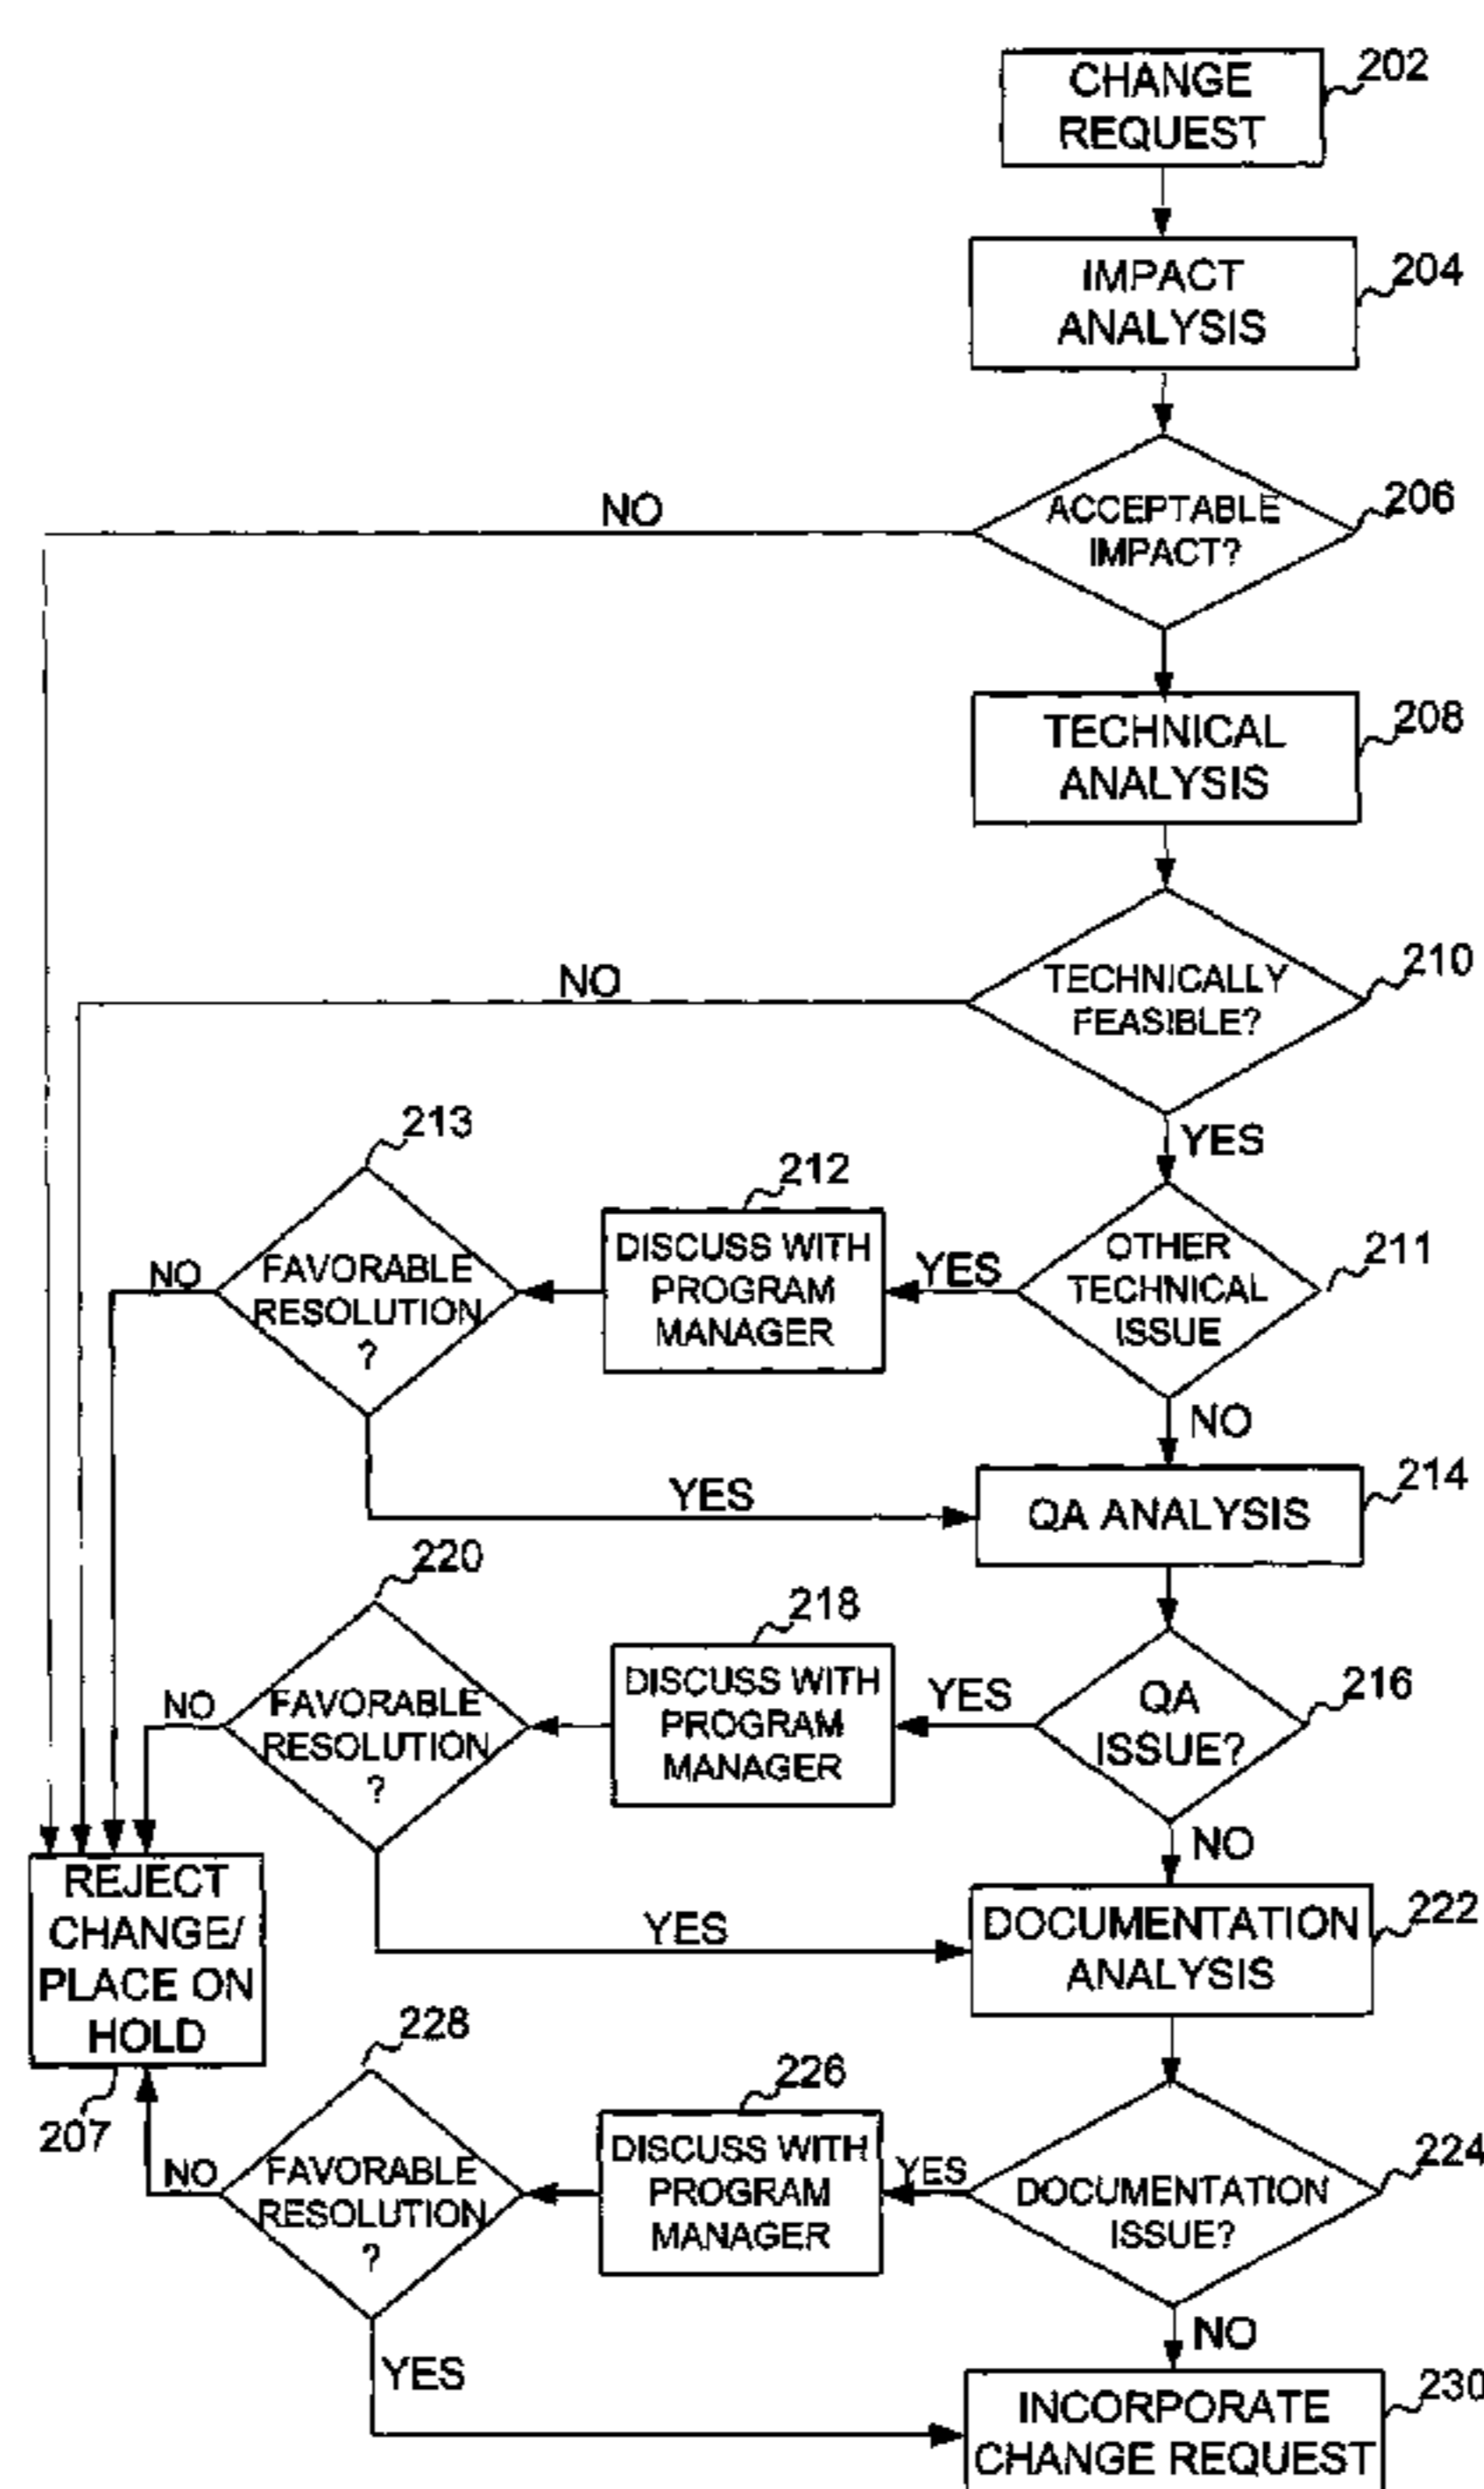 CHANGE
REQUEST
202
IMPACT
ANALYSIS
204
NO
ACCEPTABLE
IMPACT?
206
TECHNICAL
ANALYSIS
208
NO
TECHNICALLY
FEASIBLE?
210
YES
213
FAVORABLE
RESOLUTION
?
NO
212
DISCUSS WITH
PROGRAM
MANAGER
YES
OTHER
TECHNICAL
ISSUE
211
NO
YES
QA ANALYSIS
214
220
FAVORABLE
RESOLUTION
?
NO
218
DISCUSS WITH
PROGRAM
MANAGER
YES
QA
ISSUE?
216
NO
REJECT
CHANGE/
PLACE ON
HOLD
207
YES
DOCUMENTATION
ANALYSIS
222
228
FAVORABLE
RESOLUTION
?
NO
226
DISCUSS WITH
PROGRAM
MANAGER
YES
DOCUMENTATION
ISSUE?
224
NO
YES
INCORPORATE
CHANGE REQUEST
230